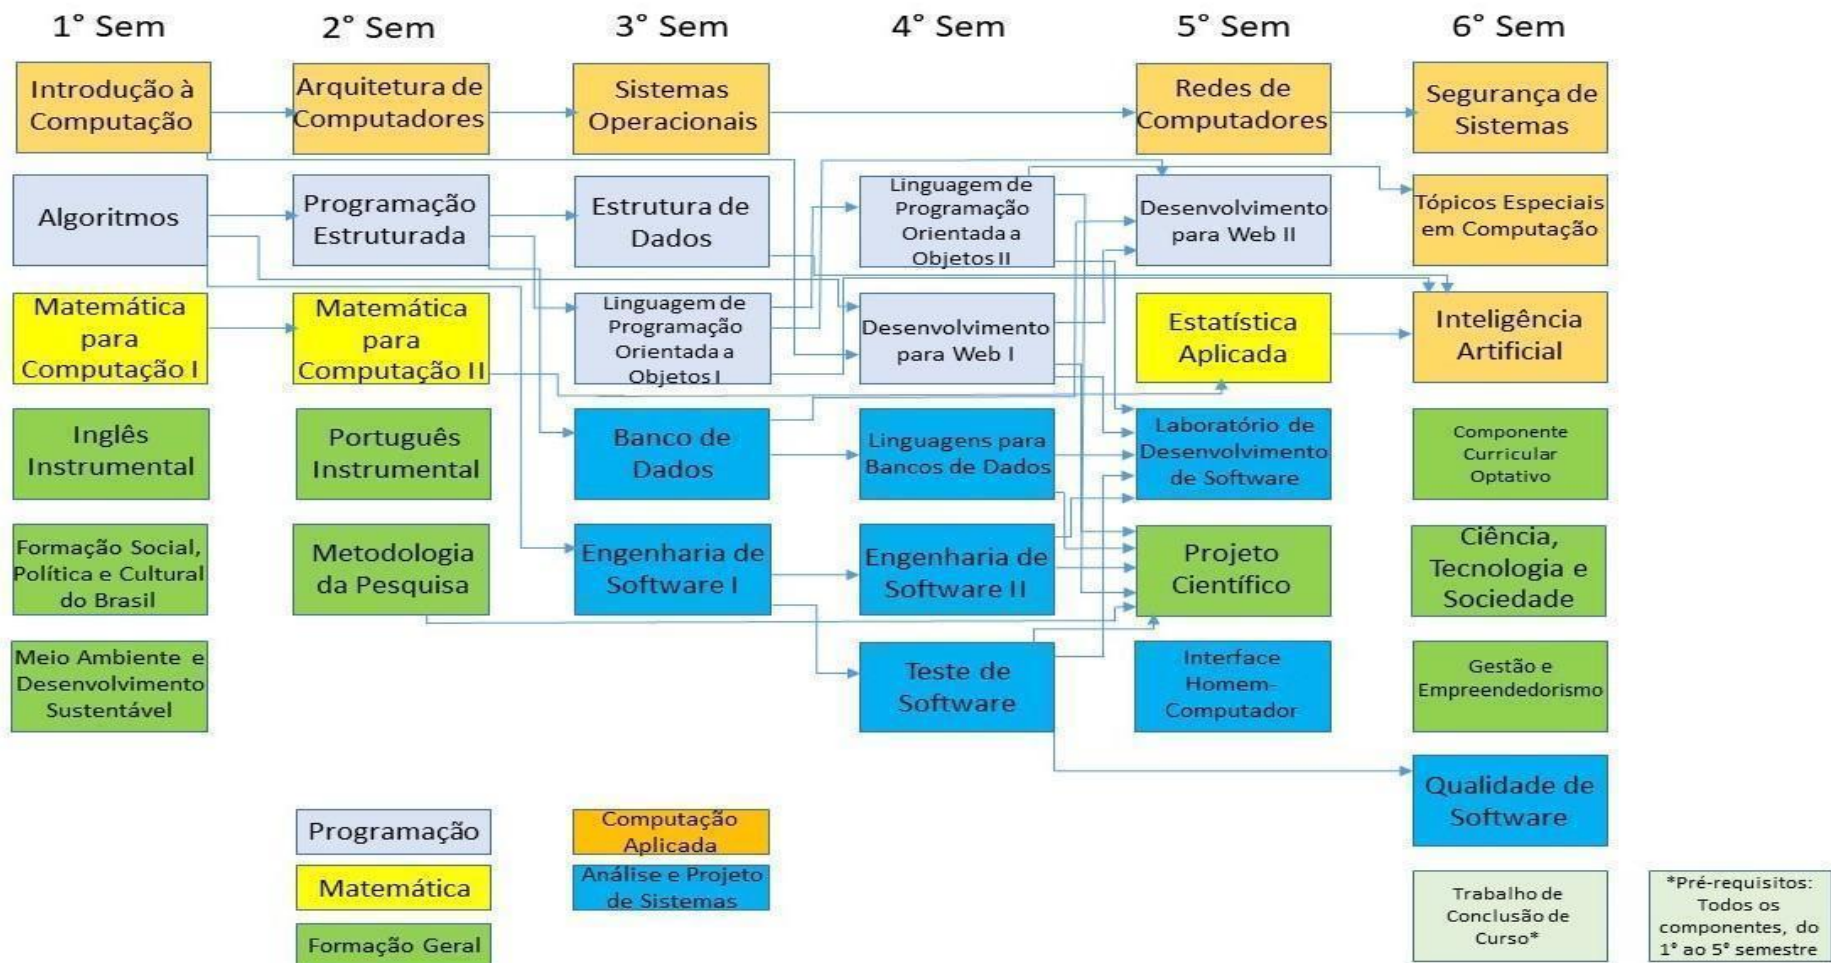 1° Sem
2° Sem
3° Sem
4° Sem
5° Sem
6° Sem
Introdução à
Computação
Arquitetura de
Computadores
Sistemas
Operacionais
Redes de
Computadores
Segurança de
Sistemas
Algoritmos
Programação
Estruturada
Estrutura de
Dados
Linguagem de
Programação
Orientada a
Objetos II
Desenvolvimento
para Web II
Tópicos Especiais
em Computação
Matemática
para
Computação I
Matemática
para
Computação II
Linguagem de
Programação
Orientada a
Objetos I
Desenvolvimento
para Web I
Estatística
Aplicada
Inteligência
Artificial
Inglês
Instrumental
Português
Instrumental
Banco de
Dados
Linguagens para
Bancos de Dados
Laboratório de
Desenvolvimento
de Software
Componente
Curricular
Optativo
Formação Social,
Política e Cultural
do Brasil
Metodologia
da Pesquisa
Engenharia de
Software I
Engenharia de
Software II
Projeto
Científico
Ciência,
Tecnologia e
Sociedade
Meio Ambiente e
Desenvolvimento
Sustentável
Teste de
Software
Interface
Homem-
Computador
Gestão e
Empreendedorismo
Qualidade de
Software
Programação
Computação
Aplicada
Matemática
Análise e Projeto
de Sistemas
Formação Geral
Trabalho de
Conclusão de
Curso*
*Pré-requisitos:
Todos os
componentes, do
1° ao 5° semestre